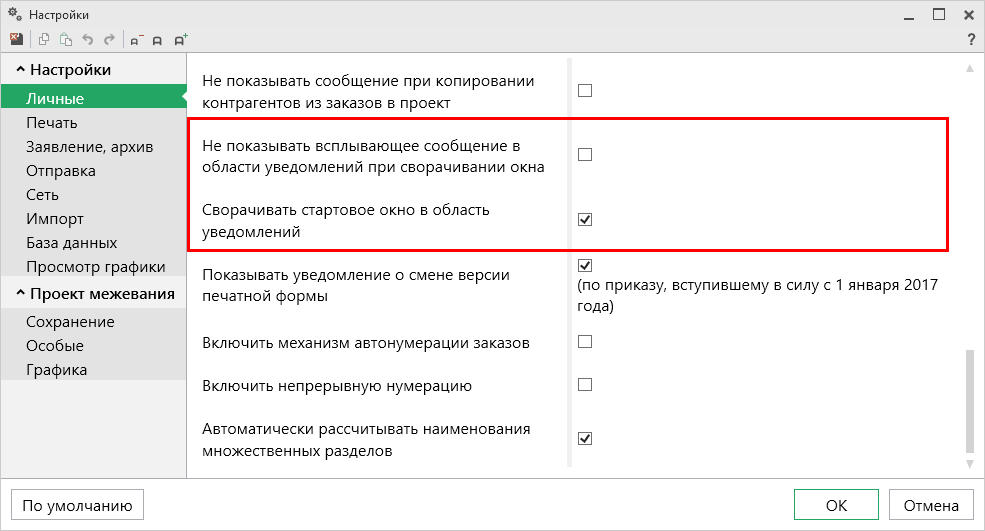 Настройки
?
Настройки
Личные
Печать
Заявление, архив
Отправка
Сеть
Импорт
База данных
Просмотр графики
Проект межевания
Сохранение
Особые
Графика
Не показывать сообщение при копировании
контрагентов из заказов в проект
Не показывать всплывающее сообщение в
области уведомлений при сворачивании окна
Сворачивать стартовое окно в область
уведомлений
Показывать уведомление о смене версии
печатной формы
(по приказу, вступившему в силу с 1 января 2017
года)
Включить механизм автонумерации заказов
Включить непрерывную нумерацию
Автоматически рассчитывать наименования
множественных разделов
По умолчанию
ОК
Отмена